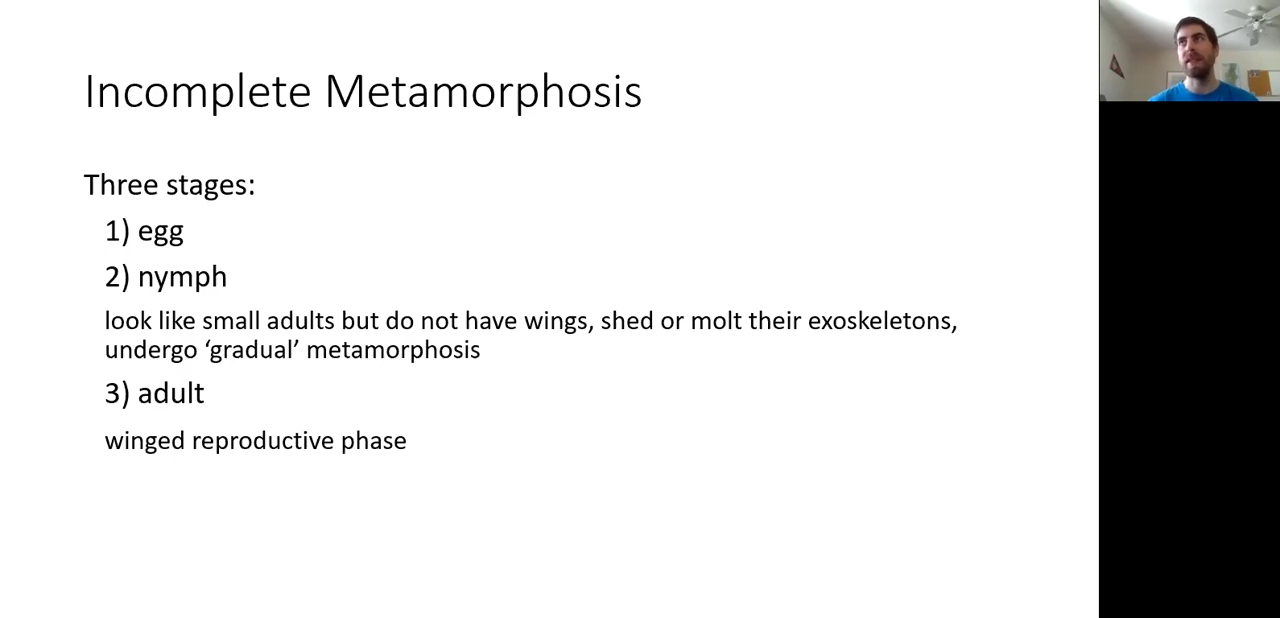 Incomplete Metamorphosis
Three stages:
1) egg
2) nymph
look like small adults but do not have wings, shed or molt their exoskeletons,
undergo ‘gradual’ metamorphosis
3) adult
winged reproductive phase